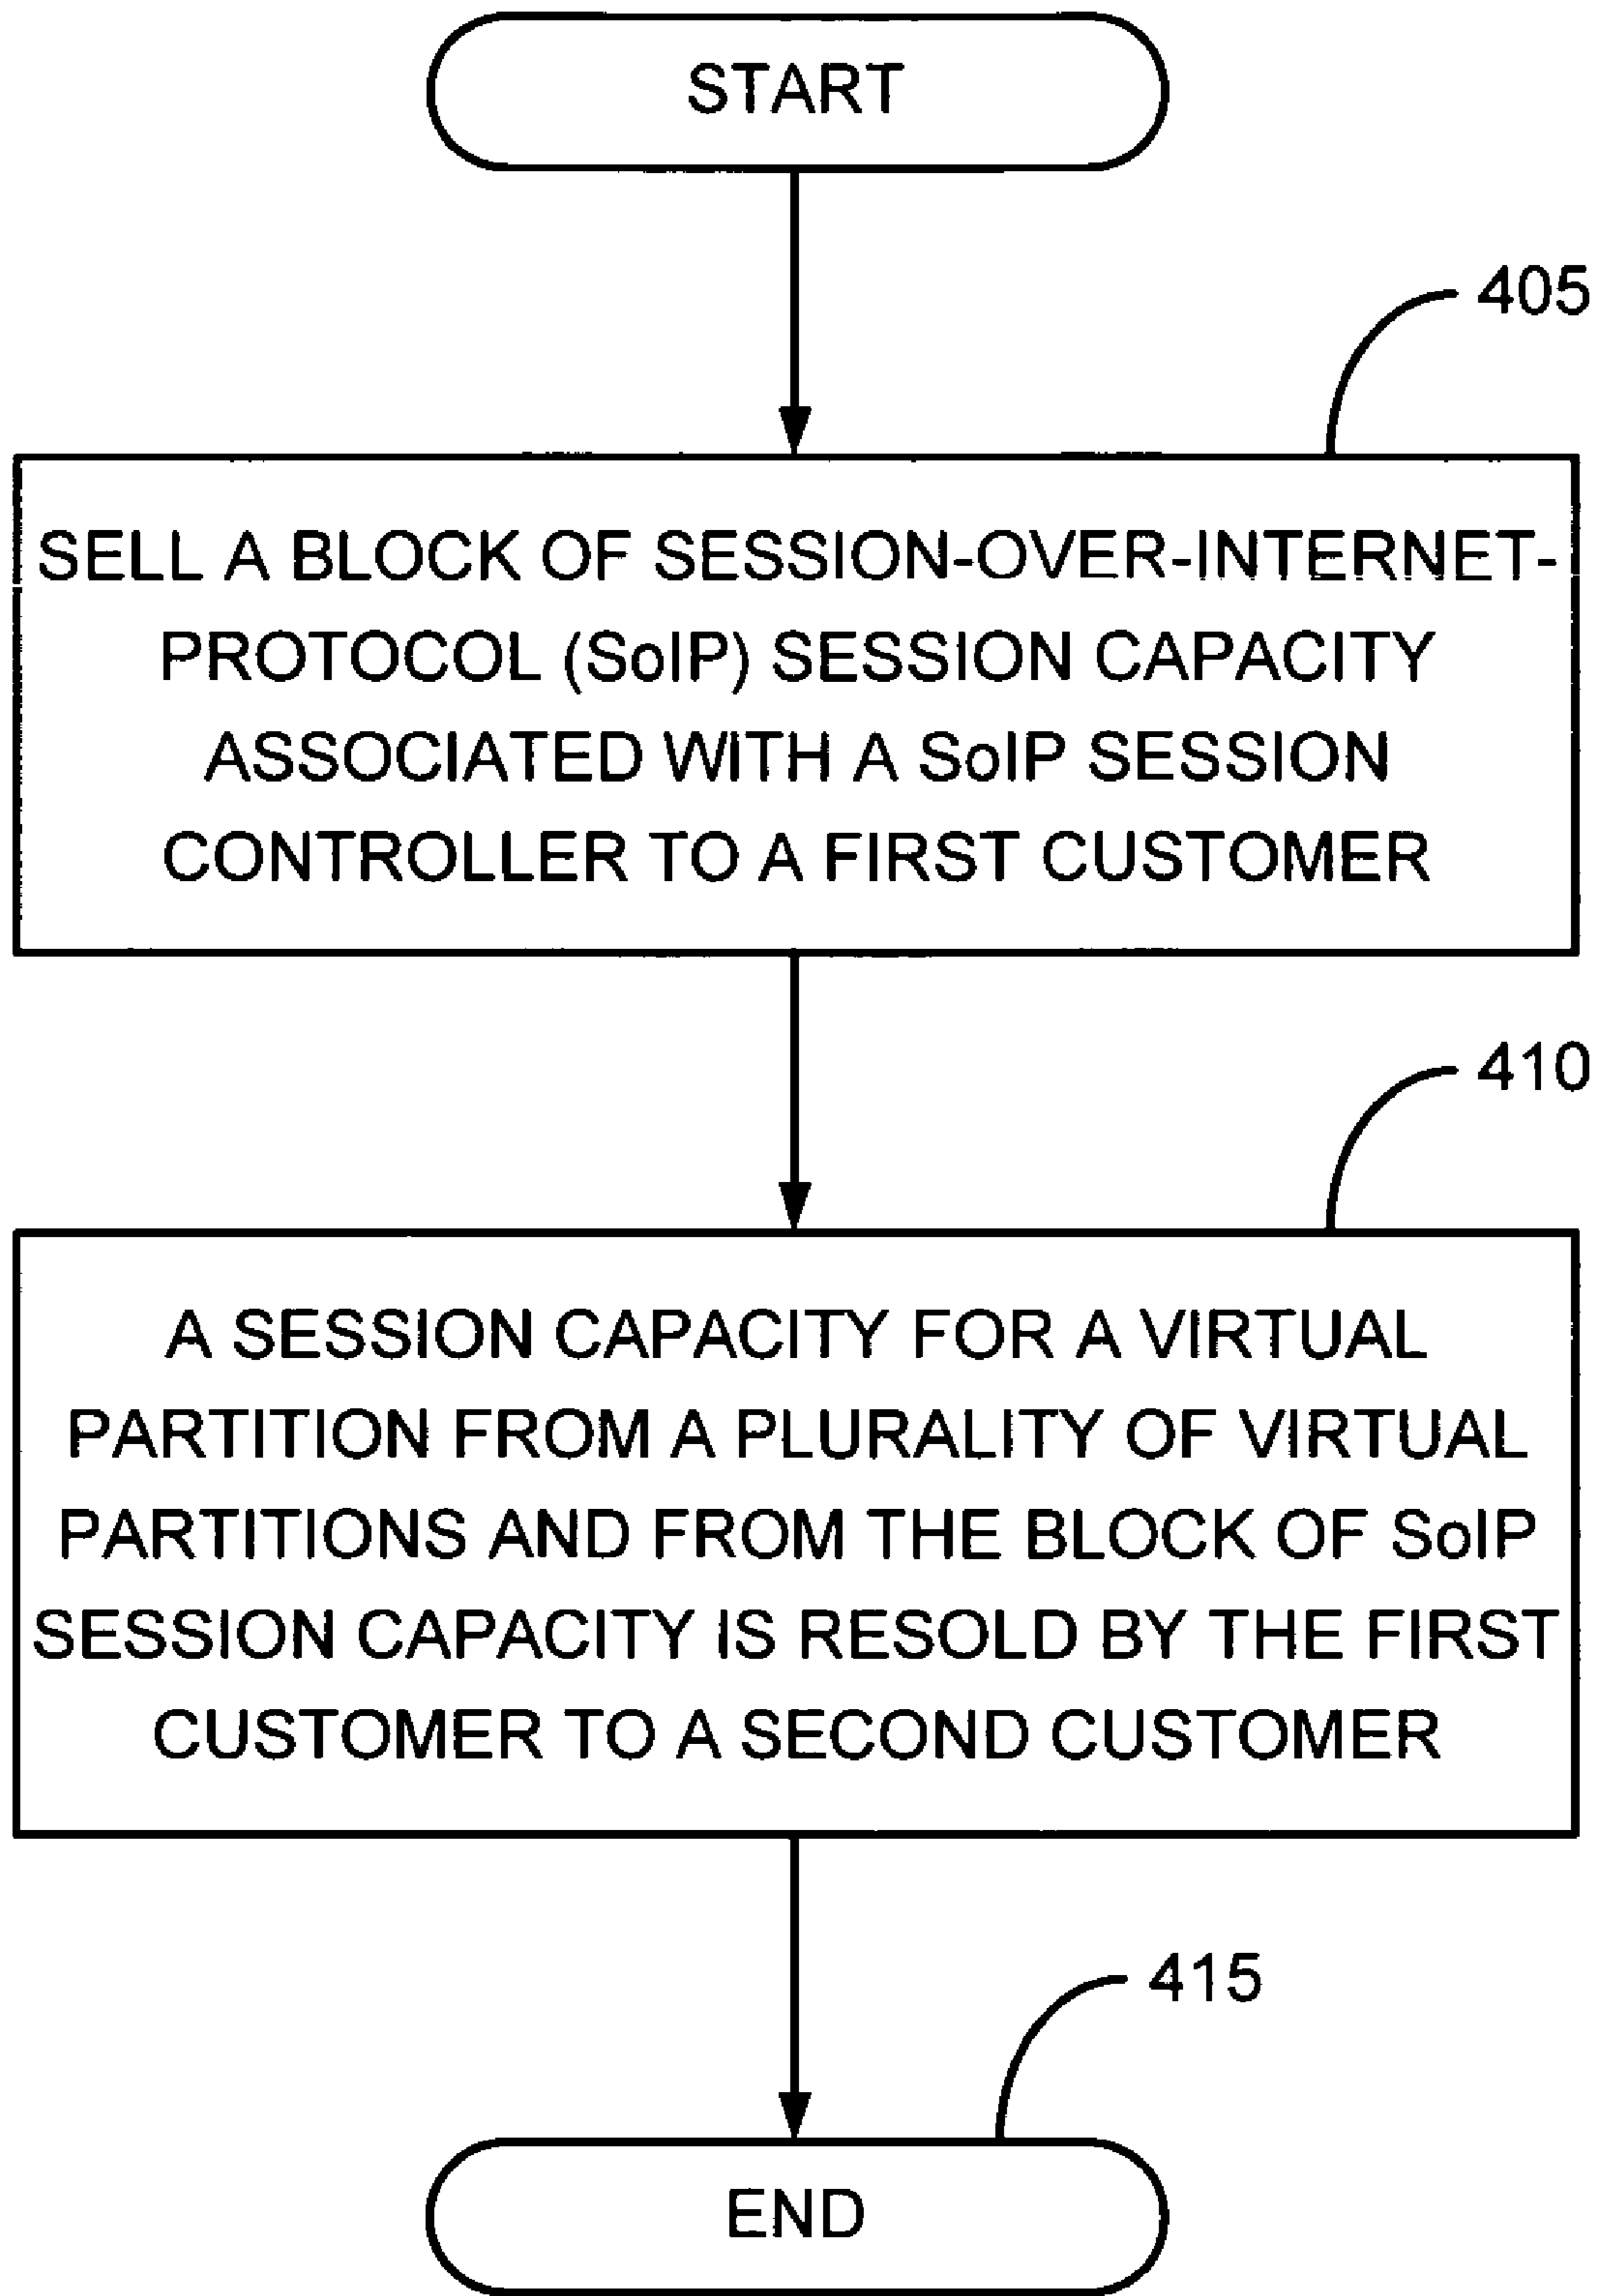 START
405
SELL A BLOCK OF SESSION-OVER-INTERNET-
PROTOCOL (SoIP) SESSION CAPACITY
ASSOCIATED WITH A SoIP SESSION
CONTROLLER TO A FIRST CUSTOMER
410
A SESSION CAPACITY FOR A VIRTUAL
PARTITION FROM A PLURALITY OF VIRTUAL
PARTITIONS AND FROM THE BLOCK OF SoIP
SESSION CAPACITY IS RESOLD BY THE FIRST
CUSTOMER TO A SECOND CUSTOMER
415
END